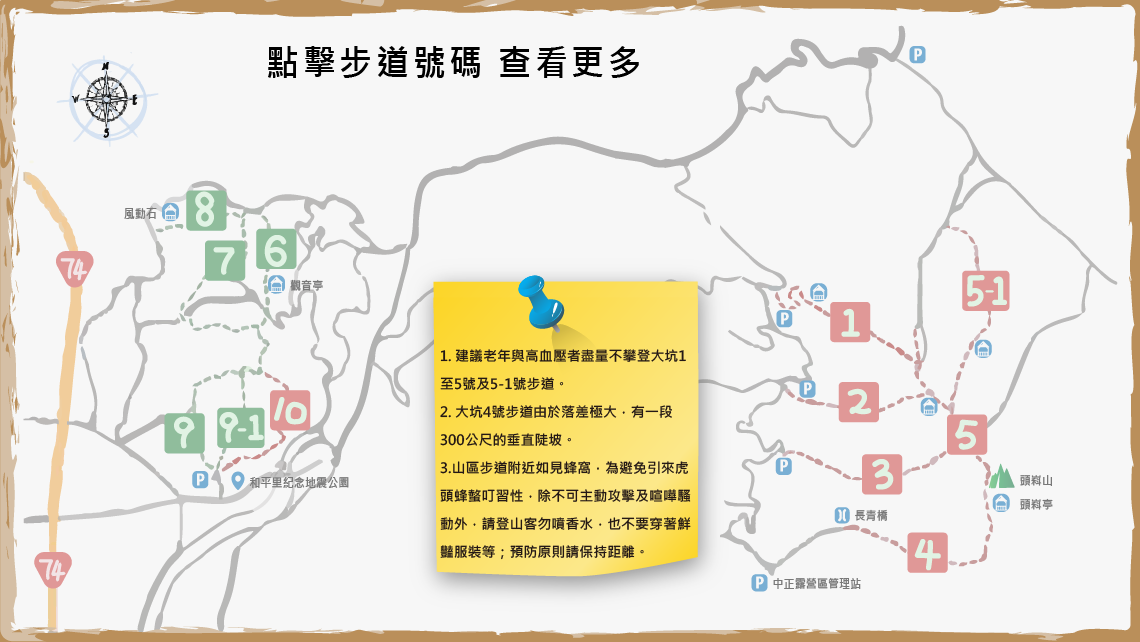 點擊步道號碼 查看更多
N
W
E
S
P
風動石
8
7
6
觀音亭
74
5-1
1
P
P
2
10
9
9-1
5
3
P
P
和平里纪念地震公園
頭嵙山
頭嵙亭
長青橋
4
74
P
中正露營區管理站
1. 建議老年與高血壓者盡量不攀登大坑1
至5號及5-1號步道。
2. 大坑4號步道由於落差極大，有一段
300公尺的垂直陡坡。
3.山區步道附近如見蜂窩，為避免引來虎
頭蜂螫叮習性，除不可主動攻擊及喧嘩騷
動外，請登山客勿噴香水，也不要穿著鮮
豔服裝等；預防原則請保持距離。